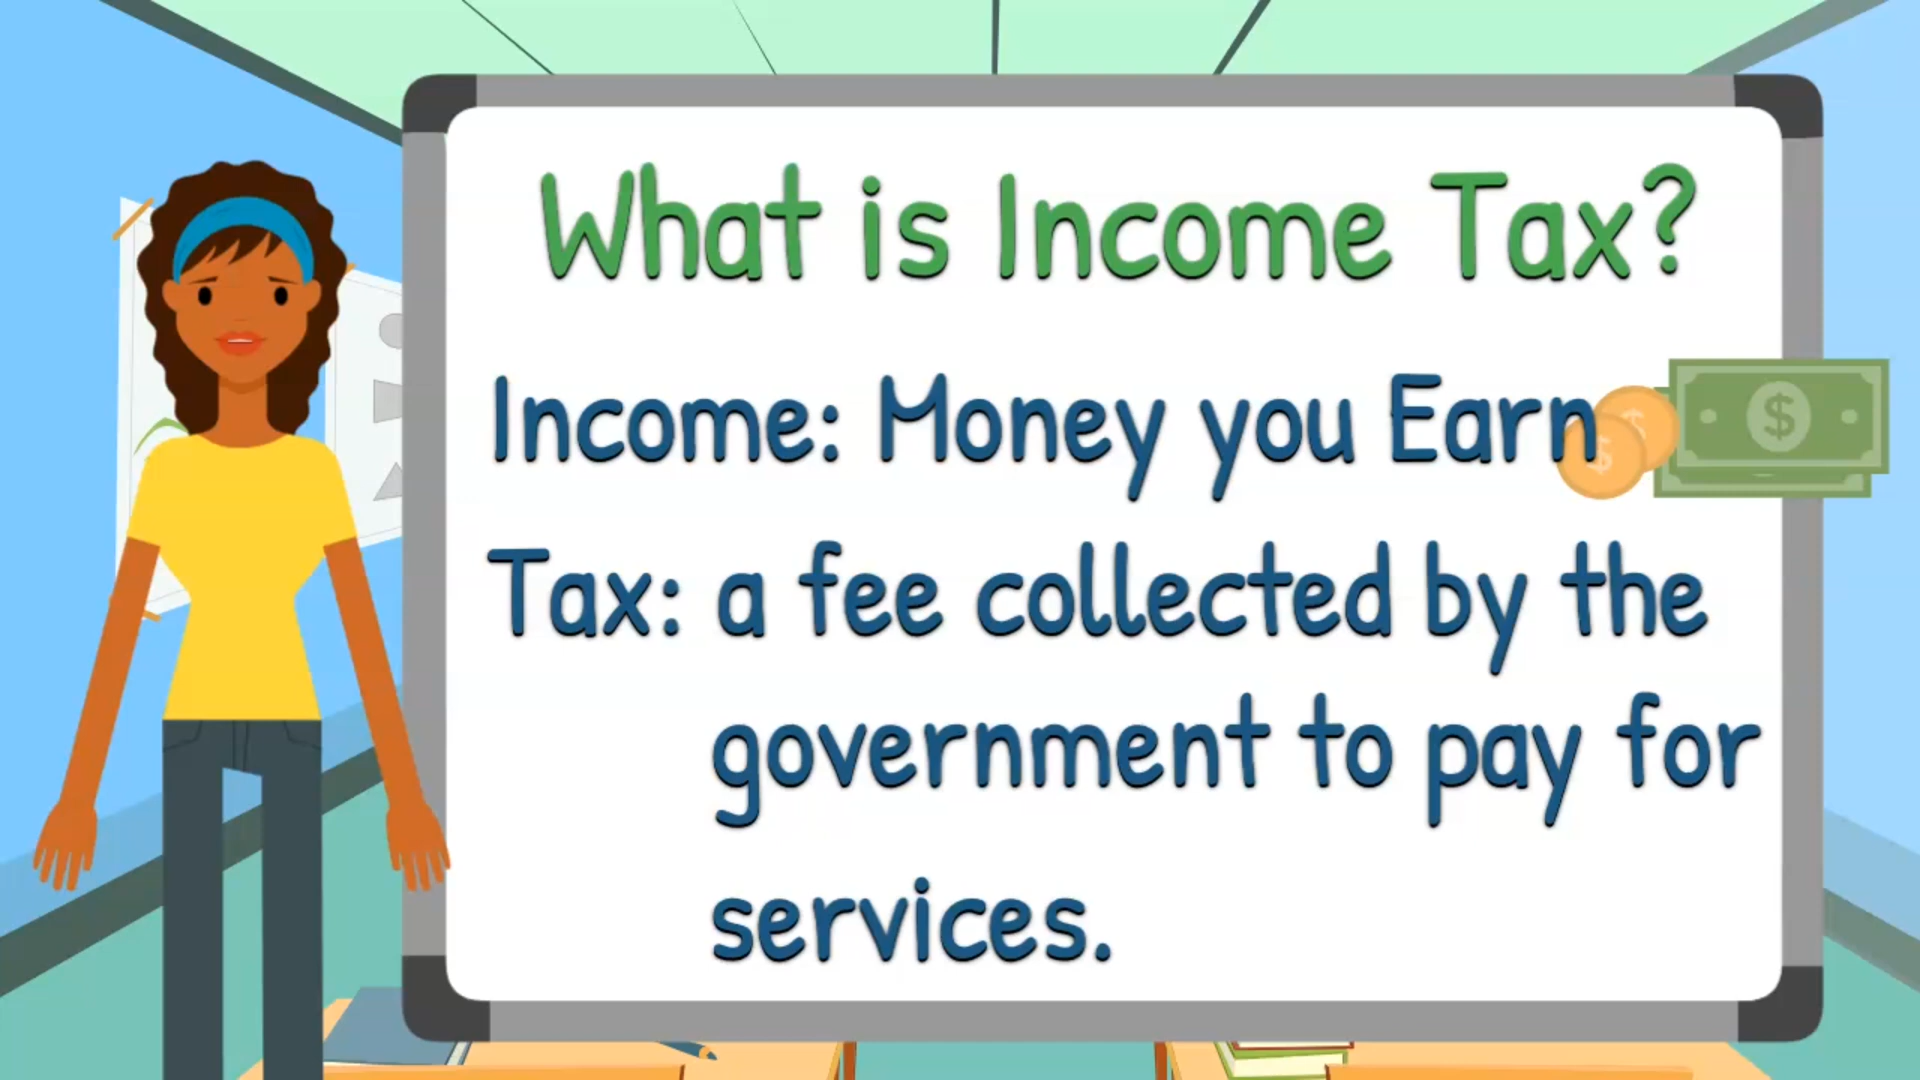 What is Income Tax?
Income: Money you Earn
Tax: a fee collected by the
government to pay for
services.